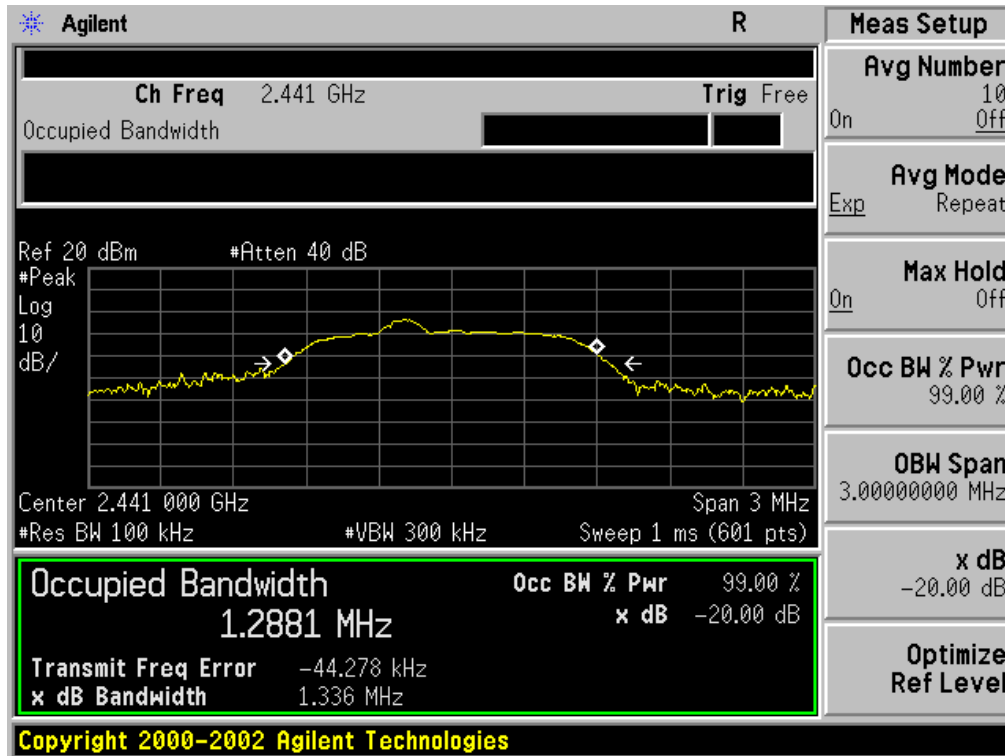 Agilent R
Meas Setup
Ch Freq 2.441 GHz Trig Free
Occupied Bandwidth
Ref 20 dBm #Atten 40 dB
#Peak
Log
10
dB/
Center 2.441 000 GHz Span 3 MHz
#Res BW 100 kHz #VBW 300 kHz Sweep 1 ms (601 pts)
Occupied Bandwidth
1.2881 MHz
Occ BW % Pwr 99.00 %
x dB -20.00 dB
Transmit Freq Error -44.278 kHz
x dB Bandwidth 1.336 MHz
Avg Number
10
On Off
Avg Mode
Exp Repeat
Max Hold
On Off
Occ BW % Pwr
99.00 %
OBW Span
3.00000000 MHz
x dB
-20.00 dB
Optimize
Ref Level
Copyright 2000-2002 Agilent Technologies